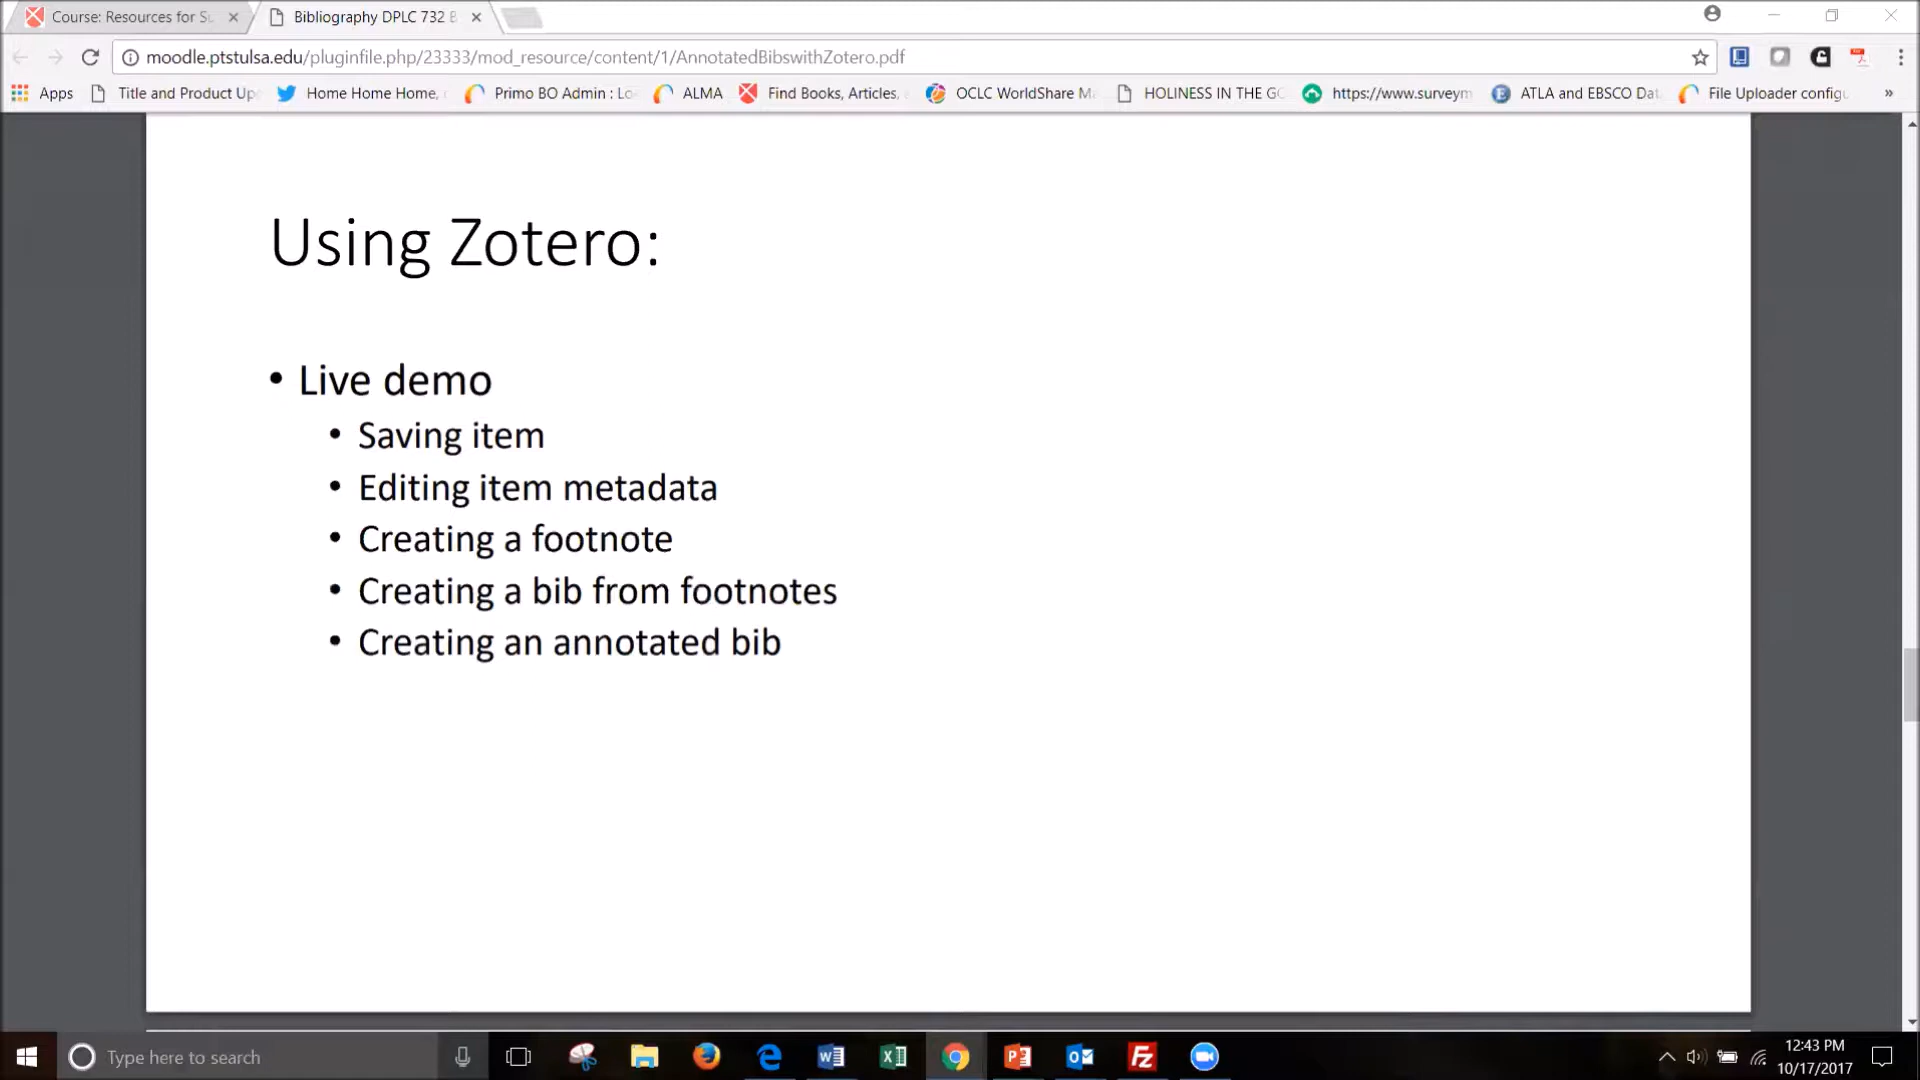 Course: Resources for Su
Bibliography DPLC 732 B
moodle.ptstulsa.edu/pluginfile.php/23333/mod_resource/content/1/AnnotatedBibswithZotero.pdf
Apps Title and Product Up Home Home Home, Primo BO Admin : Lo ALMA Find Books, Articles, OCLC WorldShare M HOLINESS IN THE GO https://www.surveym ATLA and EBSCO Dat File Uploader configu »
Using Zotero:
• Live demo
• Saving item
• Editing item metadata
• Creating a footnote
• Creating a bib from footnotes
• Creating an annotated bib
Type here to search
12:43 PM
10/17/2017